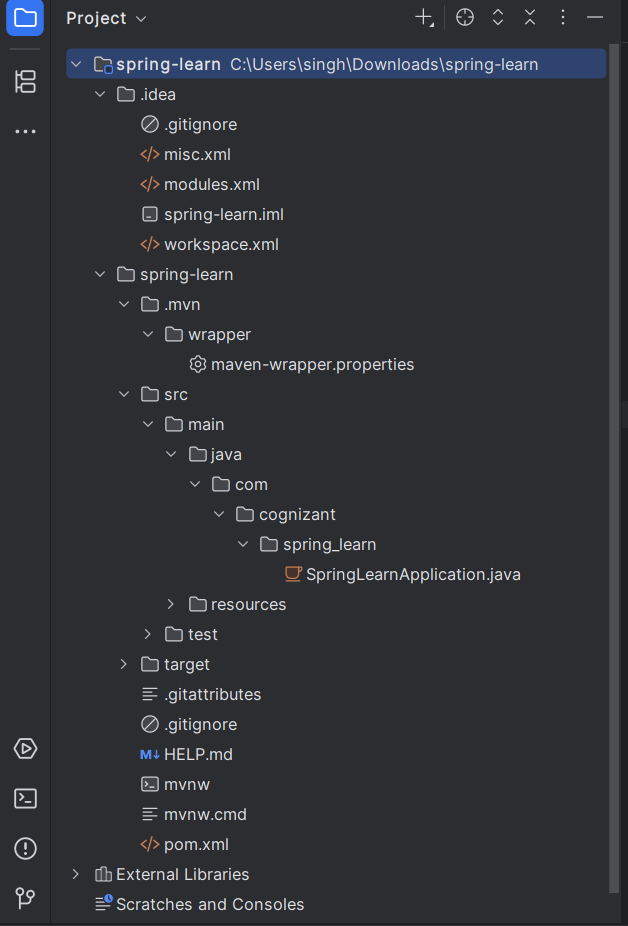 Project
spring-learn C:\Users\singh\Downloads\spring-learn
.idea
.gitignore
misc.xml
modules.xml
spring-learn.iml
workspace.xml
spring-learn
.mvn
wrapper
maven-wrapper.properties
src
main
java
com
cognizant
spring_learn
SpringLearnApplication.java
resources
test
target
.gitattributes
.gitignore
M↓ HELP.md
mvnw
mvnw.cmd
pom.xml
External Libraries
Scratches and Consoles